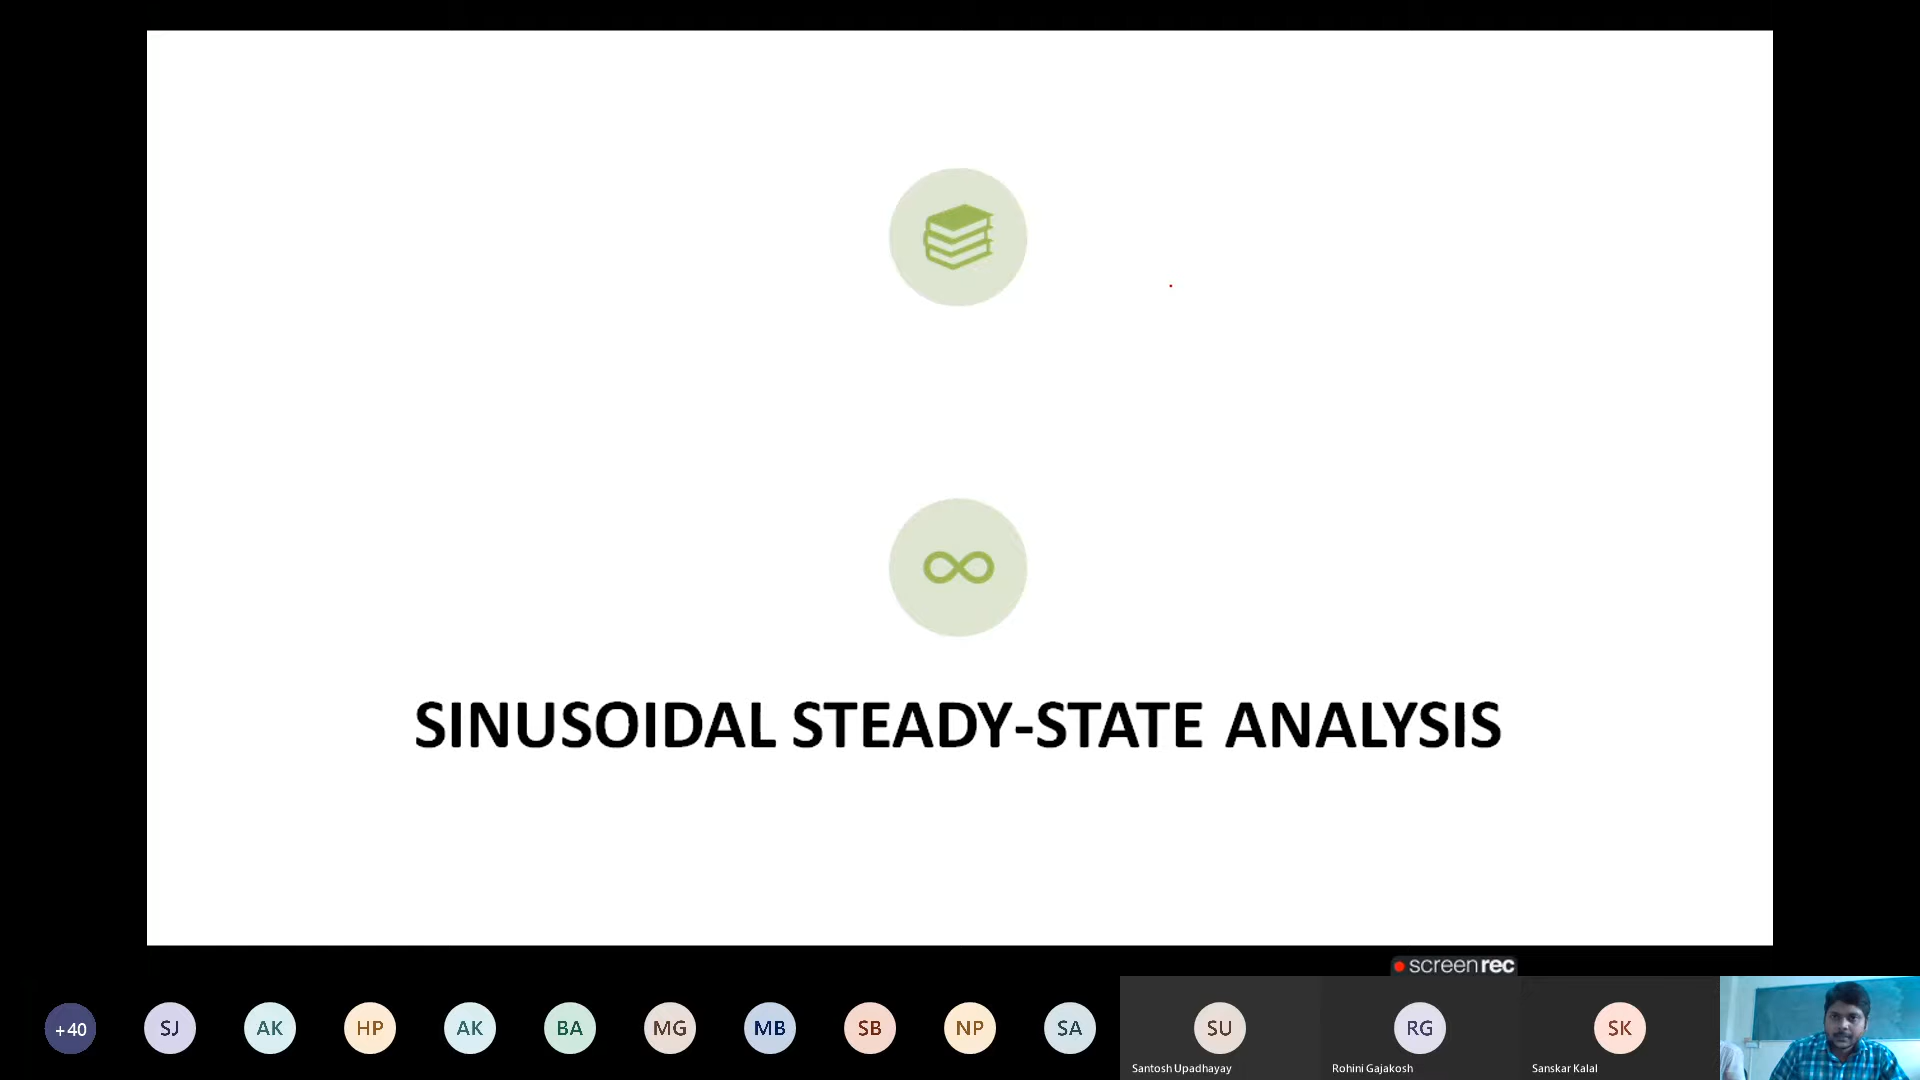 SINUSOIDAL STEADY-STATE ANALYSIS
screenrec
+40
SJ
AK
HP
AK
BA
MG
MB
SB
NP
SA
SU
RG
SK
Santosh Upadhayay
Rohini Gajakosh
Sanskar Kalal